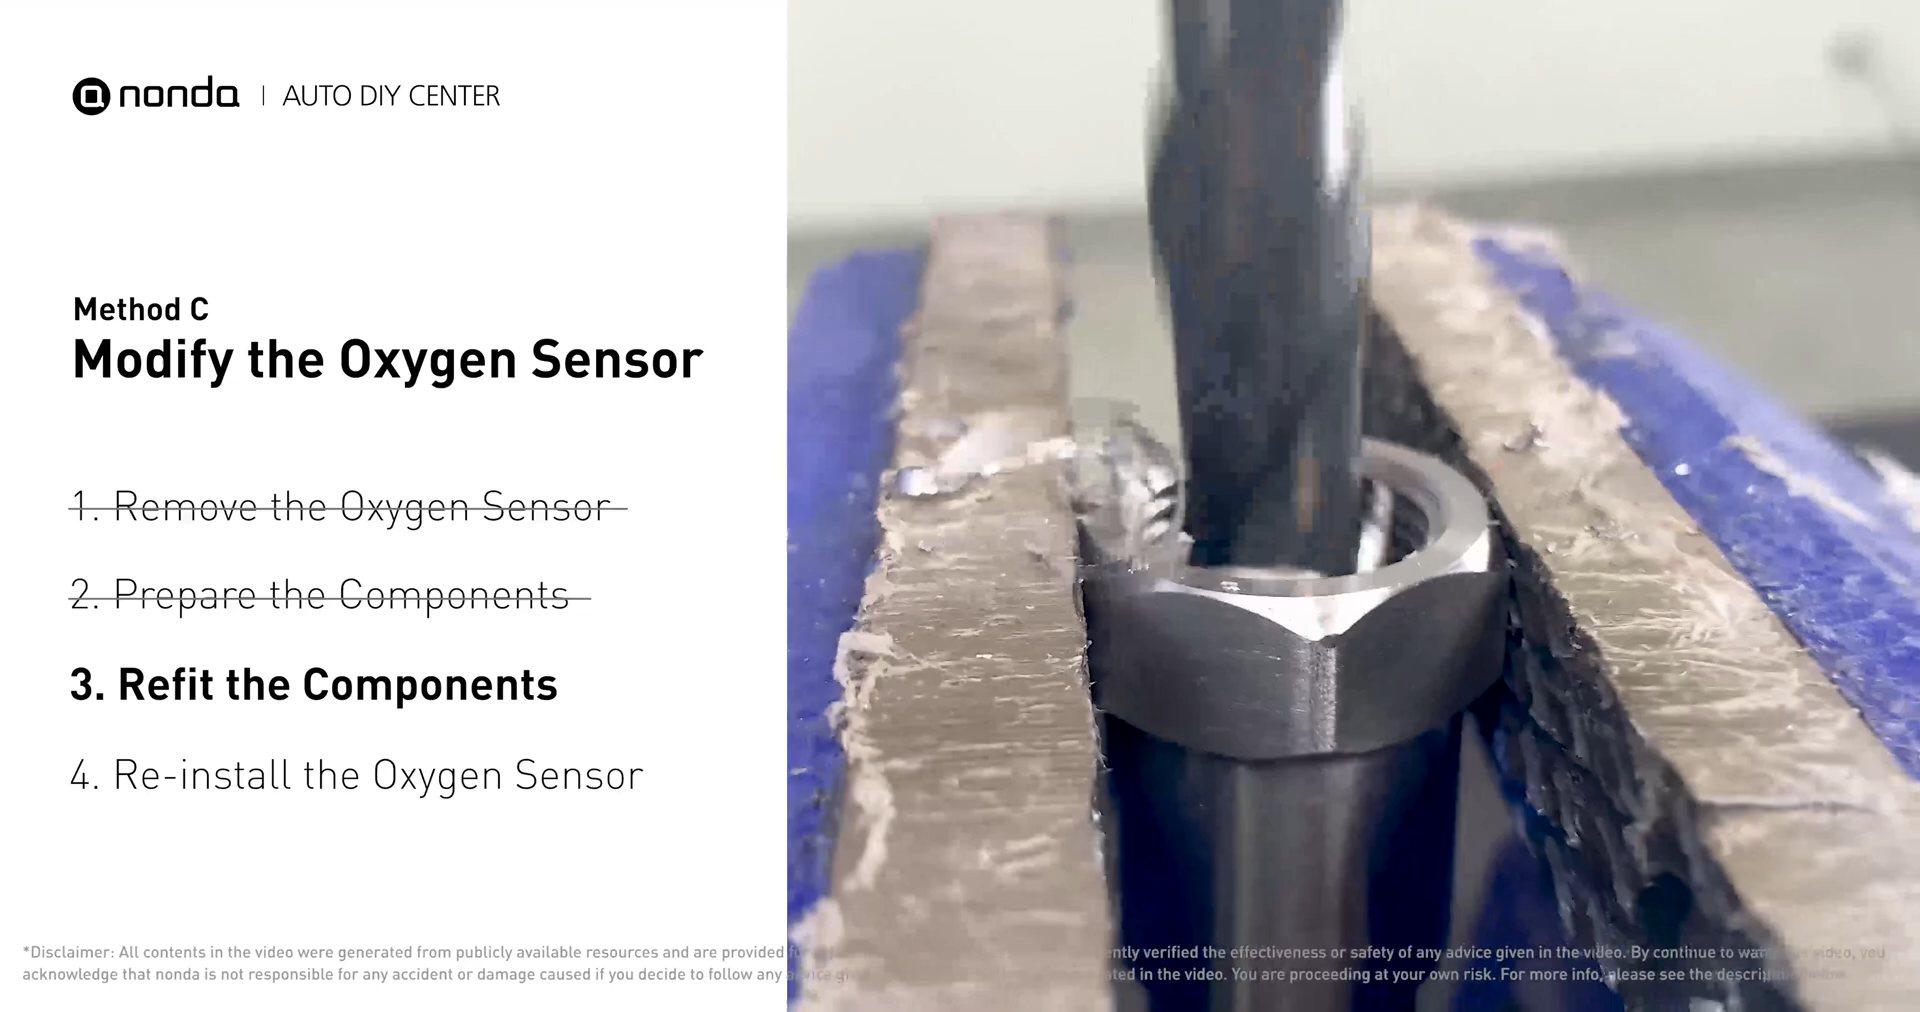 nonda | AUTO DIY CENTER
Method C
Modify the Oxygen Sensor
1. Remove the Oxygen Sensor
2. Prepare the Components
3. Refit the Components
4. Re-install the Oxygen Sensor
*Disclaimer: All contents in the video were generated from publicly available resources and are provided ently verified the effectiveness or safety of any advice given in the video. By continue to video, you
acknowledge that nonda is not responsible for any accident or damage caused if you decide to follow any ted in the video. You are proceeding at your own risk. For more info, please see the